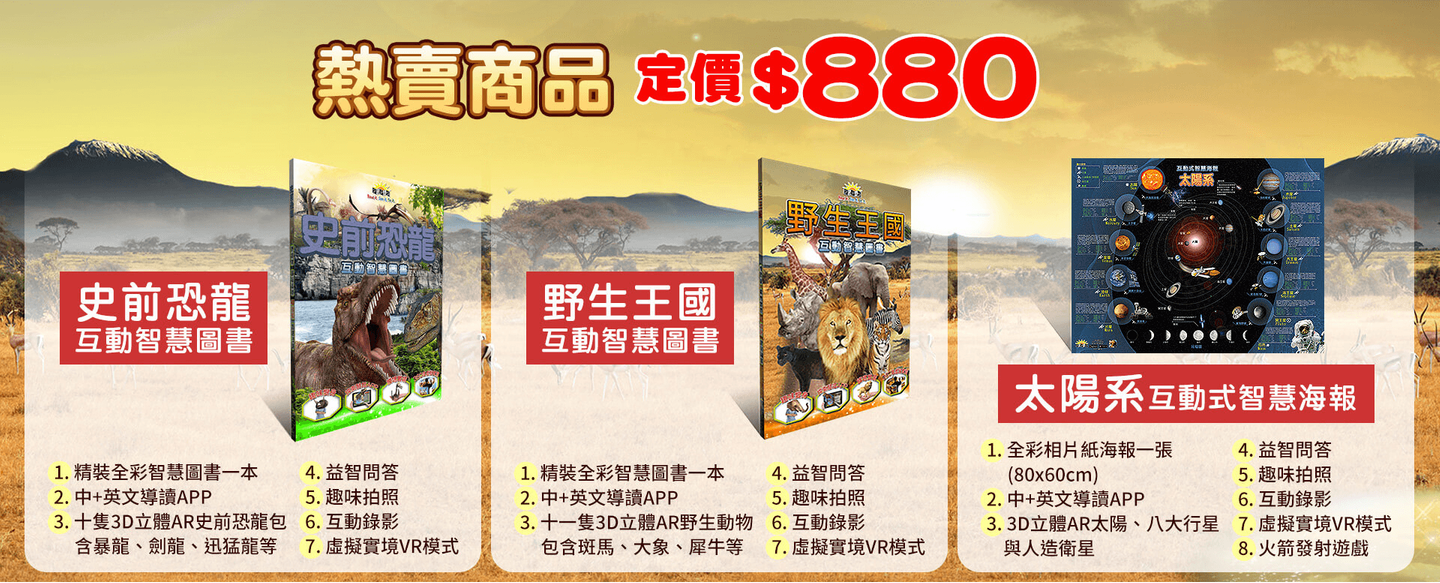 熱賣商品 定價$880
史前恐龍
互動智慧圖書
史前恐龍
互動智慧圖書
1. 精裝全彩智慧圖書一本
2. 中+英文導讀APP
3. 十隻3D立體AR史前恐龍包
含暴龍、劍龍、迅猛龍等
4. 益智問答
5. 趣味拍照
6. 互動錄影
7. 虛擬實境VR模式
野生王國
互動智慧圖書
野生王國
互動智慧圖書
1. 精裝全彩智慧圖書一本
2. 中+英文導讀APP
3. 十一隻3D立體AR野生動物
包含斑馬、大象、犀牛等
4. 益智問答
5. 趣味拍照
6. 互動錄影
7. 虛擬實境VR模式
互動式智慧海報
太陽系
太陽系互動式智慧海報
1. 全彩相片紙海報一張
(80x60cm)
2. 中+英文導讀APP
3. 3D立體AR太陽、八大行星
與人造衛星
4. 益智問答
5. 趣味拍照
6. 互動錄影
7. 虛擬實境VR模式
8. 火箭發射遊戲